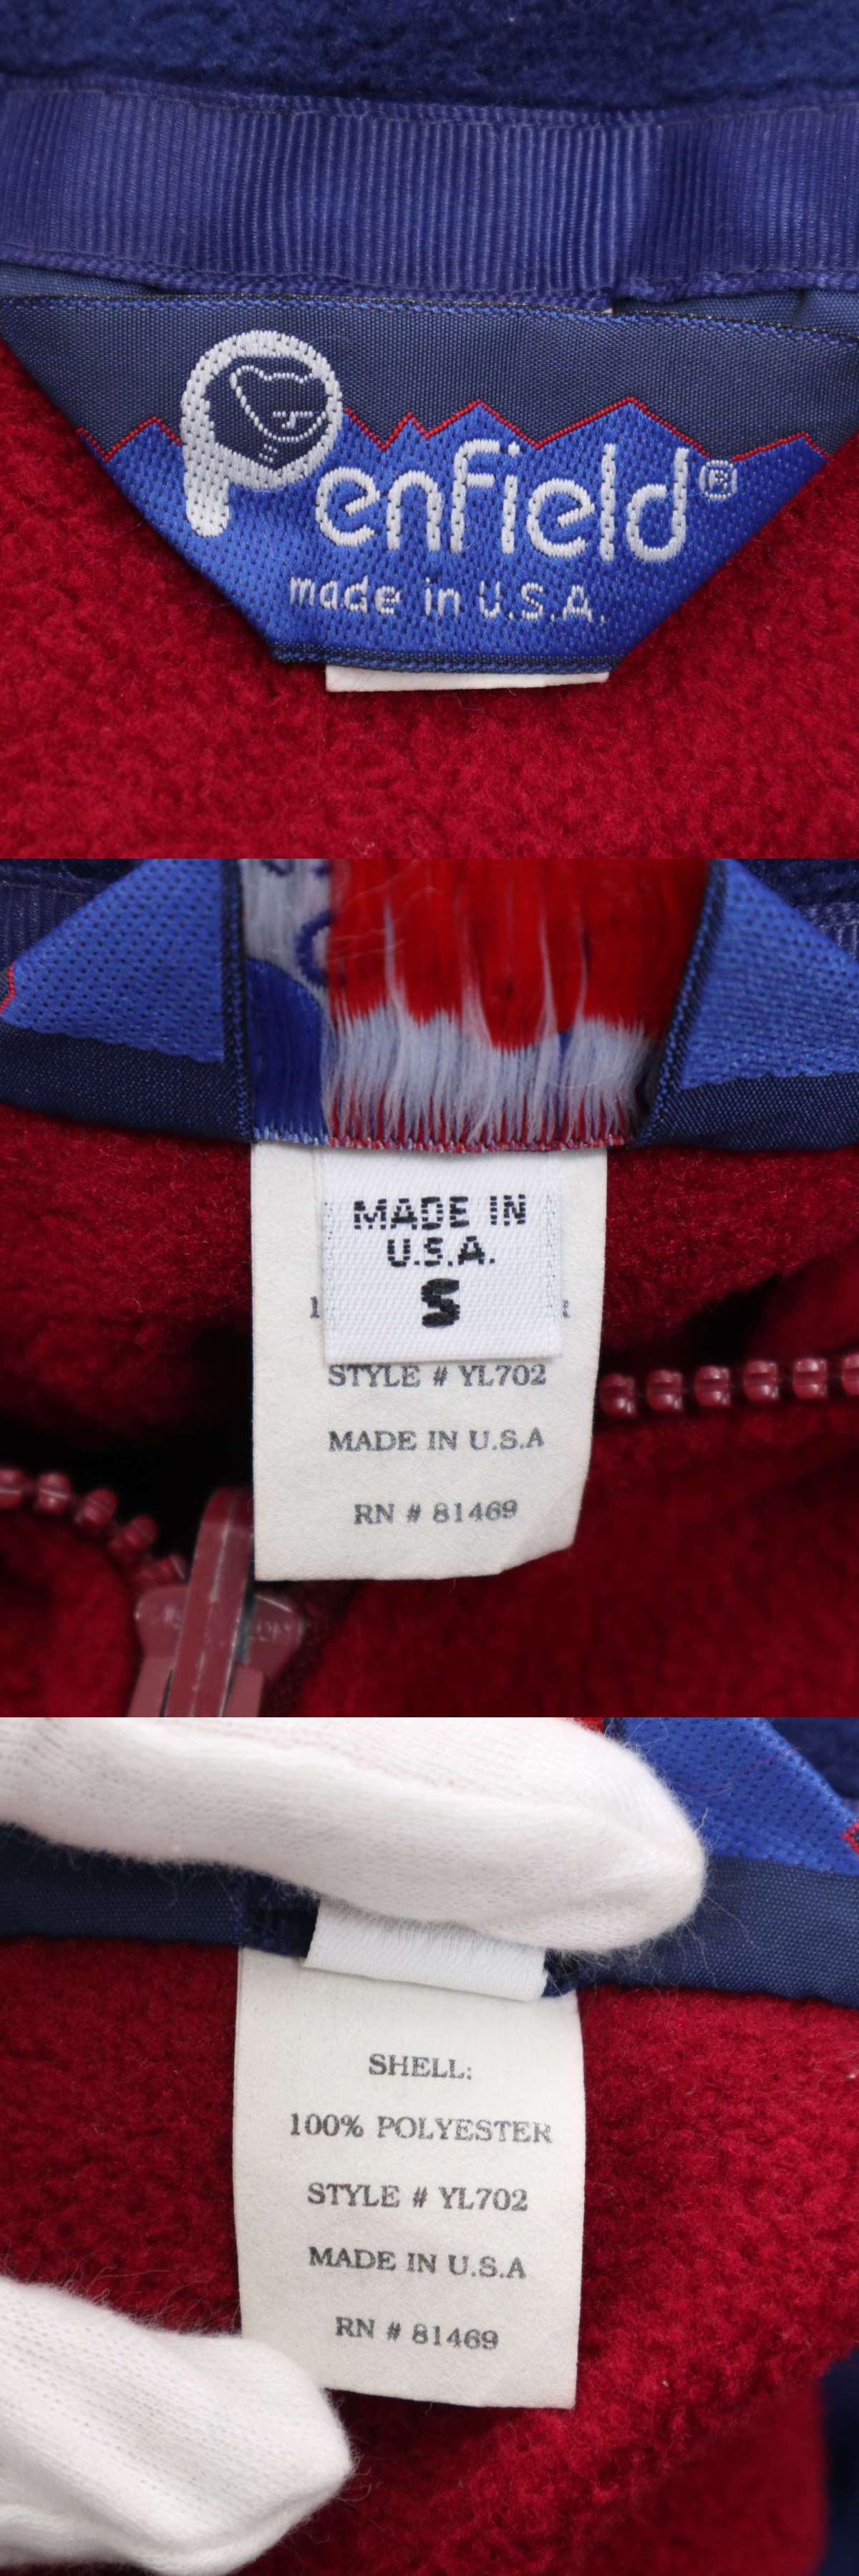 Penfield®
made in U.S.A.
MADE IN
U.S.A.
S
STYLE # YL702
MADE IN U.S.A
RN # 81469
SHELL:
100% POLYESTER
STYLE # YL702
MADE IN U.S.A
RN # 81469